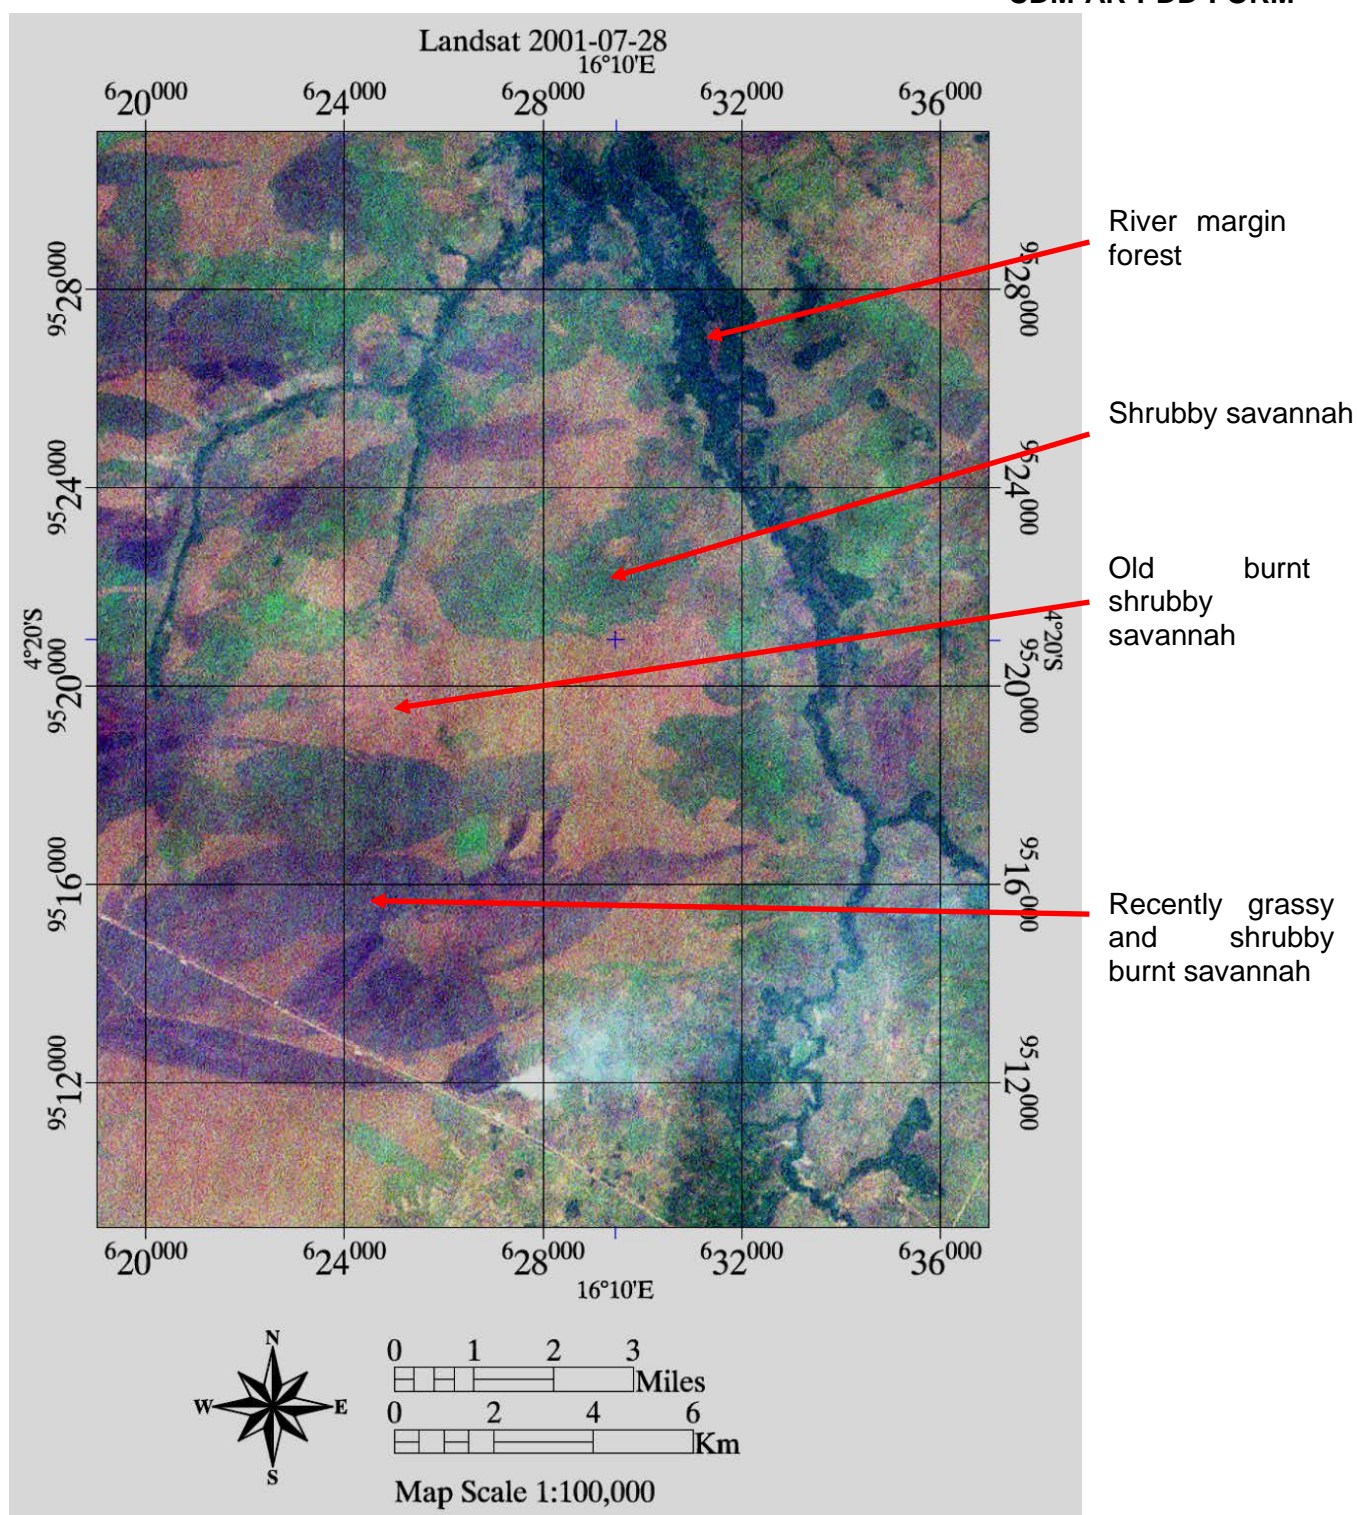 Landsat 2001-07-28
16°10'E
620000 624000 628000 632000 636000
River margin
forest
9528000 9528000
Shrubby savannah
9524000 9524000
Old burnt
shrubby
savannah
4°20'S 4°20'S
9520000 9520000
9516000 9516000
Recently grassy
and shrubby
burnt savannah
9512000 9512000
620000 624000 628000 632000 636000
16°10'E
N
W E
S
0 1 2 3
Miles
0 2 4 6
Km
Map Scale 1:100,000